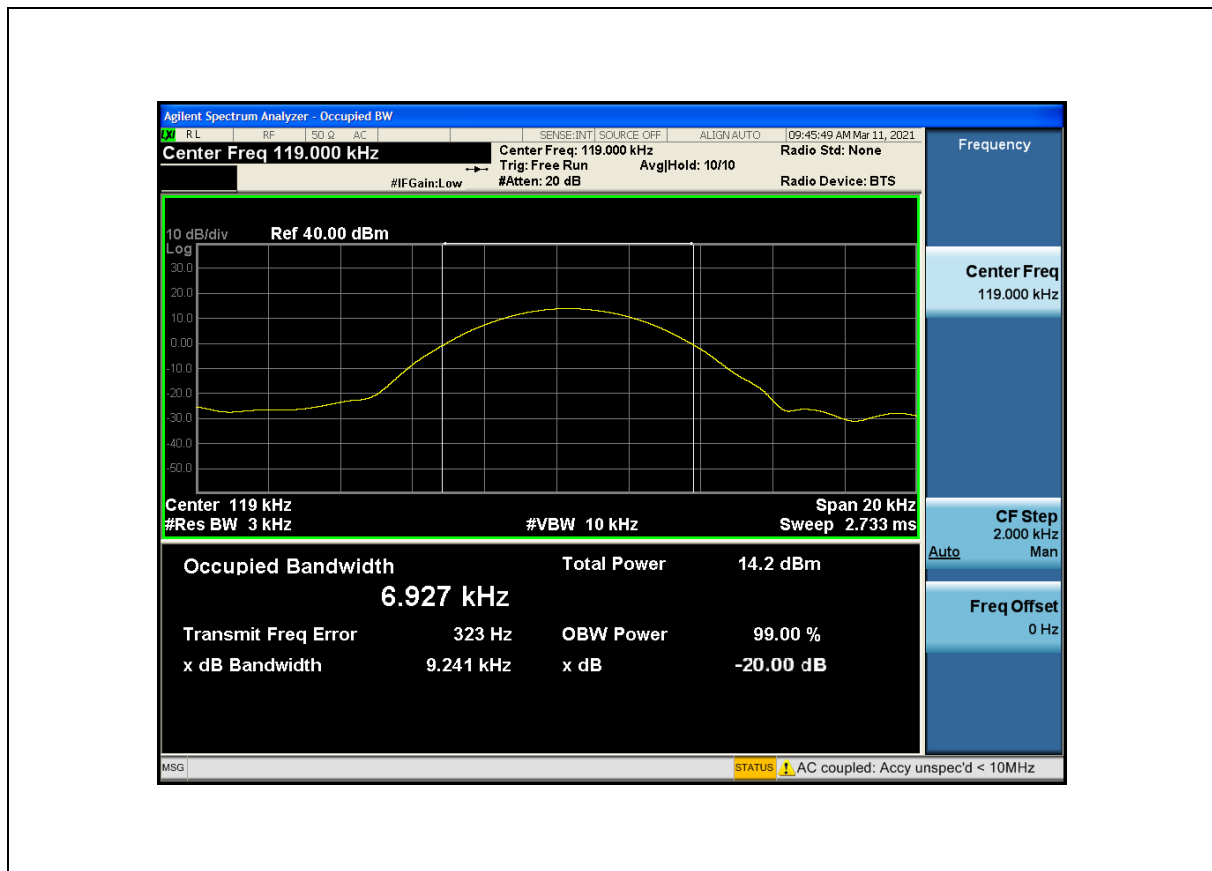 Agilent Spectrum Analyzer - Occupied BW
LXI RL RF 50 Ω AC SENSE:INT SOURCE OFF ALIGN AUTO 09:45:49 AM Mar 11, 2021
Center Freq 119.000 kHz
Center Freq: 119.000 kHz Radio Std: None
Trig: Free Run Avg|Hold: 10/10
#IFGain:Low #Atten: 20 dB Radio Device: BTS
10 dB/div Ref 40.00 dBm
Log
30.0
20.0
10.0
0.00
-10.0
-20.0
-30.0
-40.0
-50.0
Center 119 kHz Span 20 kHz
#Res BW 3 kHz #VBW 10 kHz Sweep 2.733 ms
Occupied Bandwidth Total Power 14.2 dBm
6.927 kHz
Transmit Freq Error 323 Hz OBW Power 99.00 %
x dB Bandwidth 9.241 kHz x dB -20.00 dB
Frequency
Center Freq
119.000 kHz
CF Step
2.000 kHz
Auto Man
Freq Offset
0 Hz
MSG STATUS AC coupled: Accy unspec'd < 10MHz